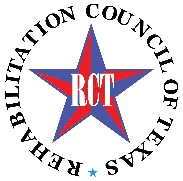 REHABILITATION COUNCIL OF TEXAS
RCT